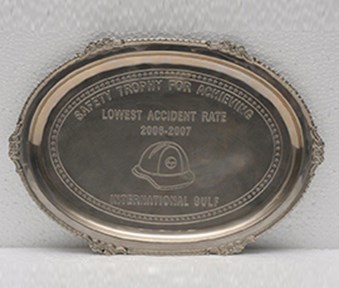 SAFETY TROPHY FOR ACHIEVING
LOWEST ACCIDENT RATE
2006-2007
INTERNATIONAL GULF